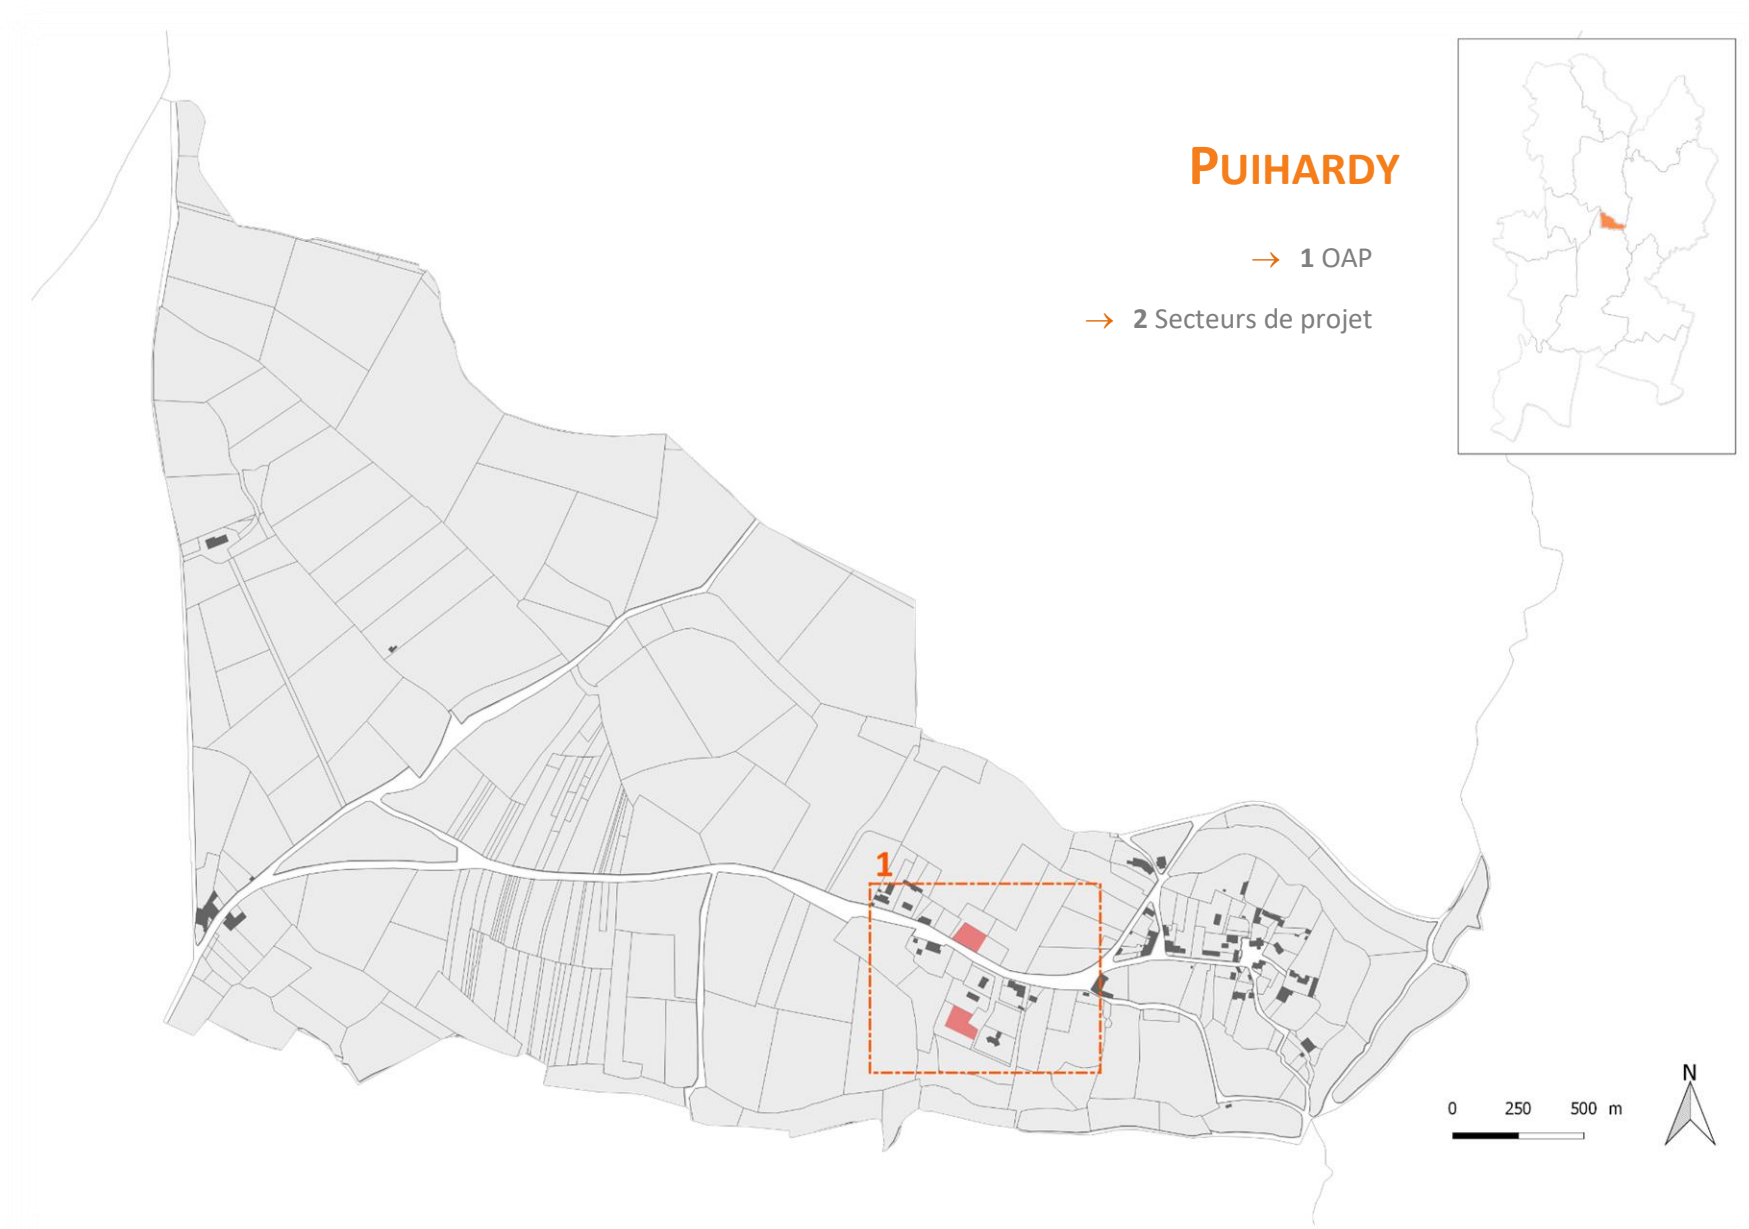 PUIHARDY
→ 1 OAP
→ 2 Secteurs de projet
1
N
0 250 500 m